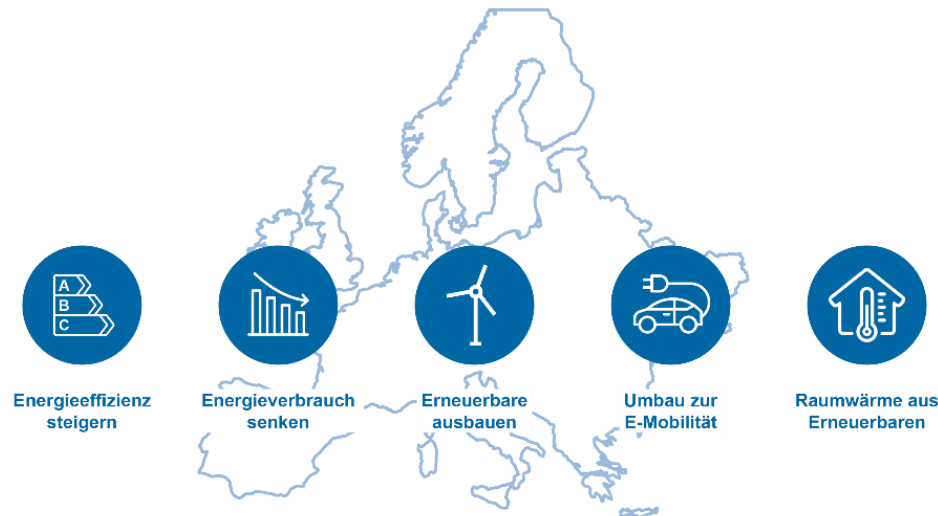 A
B
C
Energieeffizienz
steigern
Energieverbrauch
senken
Erneuerbare
ausbauen
Umbau zur
E-Mobilität
Raumwärme aus
Erneuerbaren